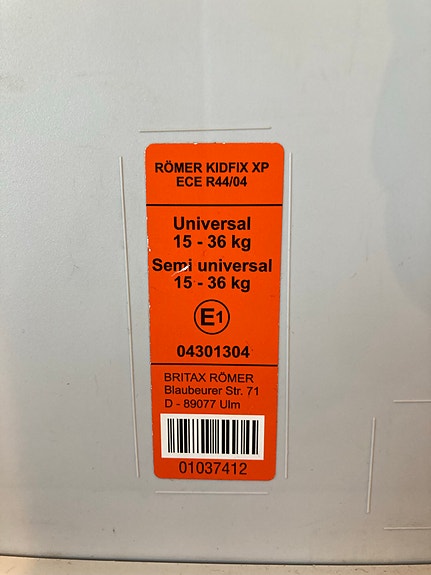 RÖMER KIDFIX XP
ECE R44/04
Universal
15 - 36 kg
Semi universal
15 - 36 kg
E1
04301304
BRITAX RÖMER
Blaubeurer Str. 71
D - 89077 Ulm
01037412